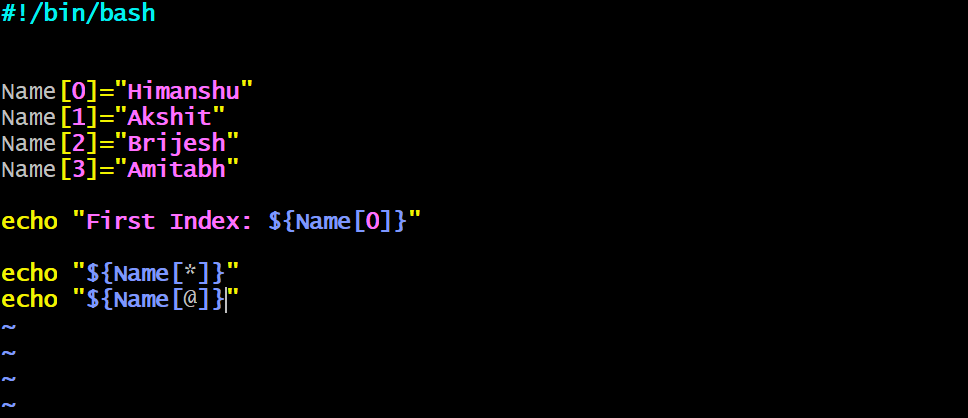 #!/bin/bash
Name[0]="Himanshu"
Name[1]="Akshit"
Name[2]="Brijesh"
Name[3]="Amitabh"
echo "First Index: ${Name[0]}"
echo "${Name[*]}"
echo "${Name[@]}"
~
~
~
~